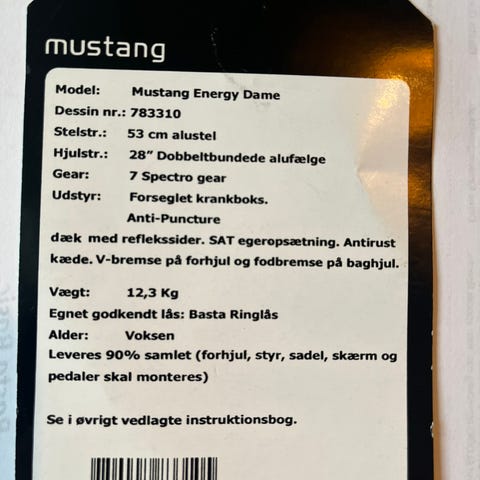 mustang
Model: Mustang Energy Dame
Dessin nr.: 783310
Stelstr.: 53 cm alustel
Hjulstr.: 28” Dobbeltbundede alufælge
Gear: 7 Spectro gear
Udstyr: Forseglet krankboks.
Anti-Puncture
dæk med reflekssider. SAT egeropsætning. Antirust
kæde. V-bremse på forhjul og fodbremse på baghjul.
Vægt: 12,3 Kg
Egnet godkendt lås: Basta Ringlås
Alder: Voksen
Leveres 90% samlet (forhjul, styr, sadel, skærm og
pedaler skal monteres)
Se i øvrigt vedlagte instruktionsbog.